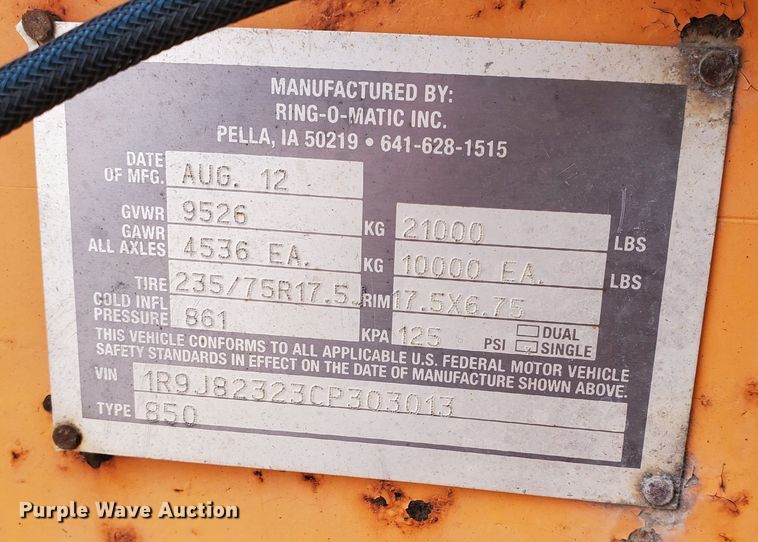 MANUFACTURED BY:
RING-O-MATIC INC.
PELLA, IA 50219 • 641-628-1515
DATE OF MFG. AUG. 12
GVWR 9526 KG 21000 LBS
GAWR ALL AXLES 4536 EA. KG 10000 EA. LBS
TIRE 235/75R17.5 RIM 17.5X6.75
COLD INFL PRESSURE 861 KPA 125 PSI DUAL SINGLE
THIS VEHICLE CONFORMS TO ALL APPLICABLE U.S. FEDERAL MOTOR VEHICLE
SAFETY STANDARDS IN EFFECT ON THE DATE OF MANUFACTURE SHOWN ABOVE.
VIN 1R9J82323CP303013
TYPE 850
Purple Wave Auction